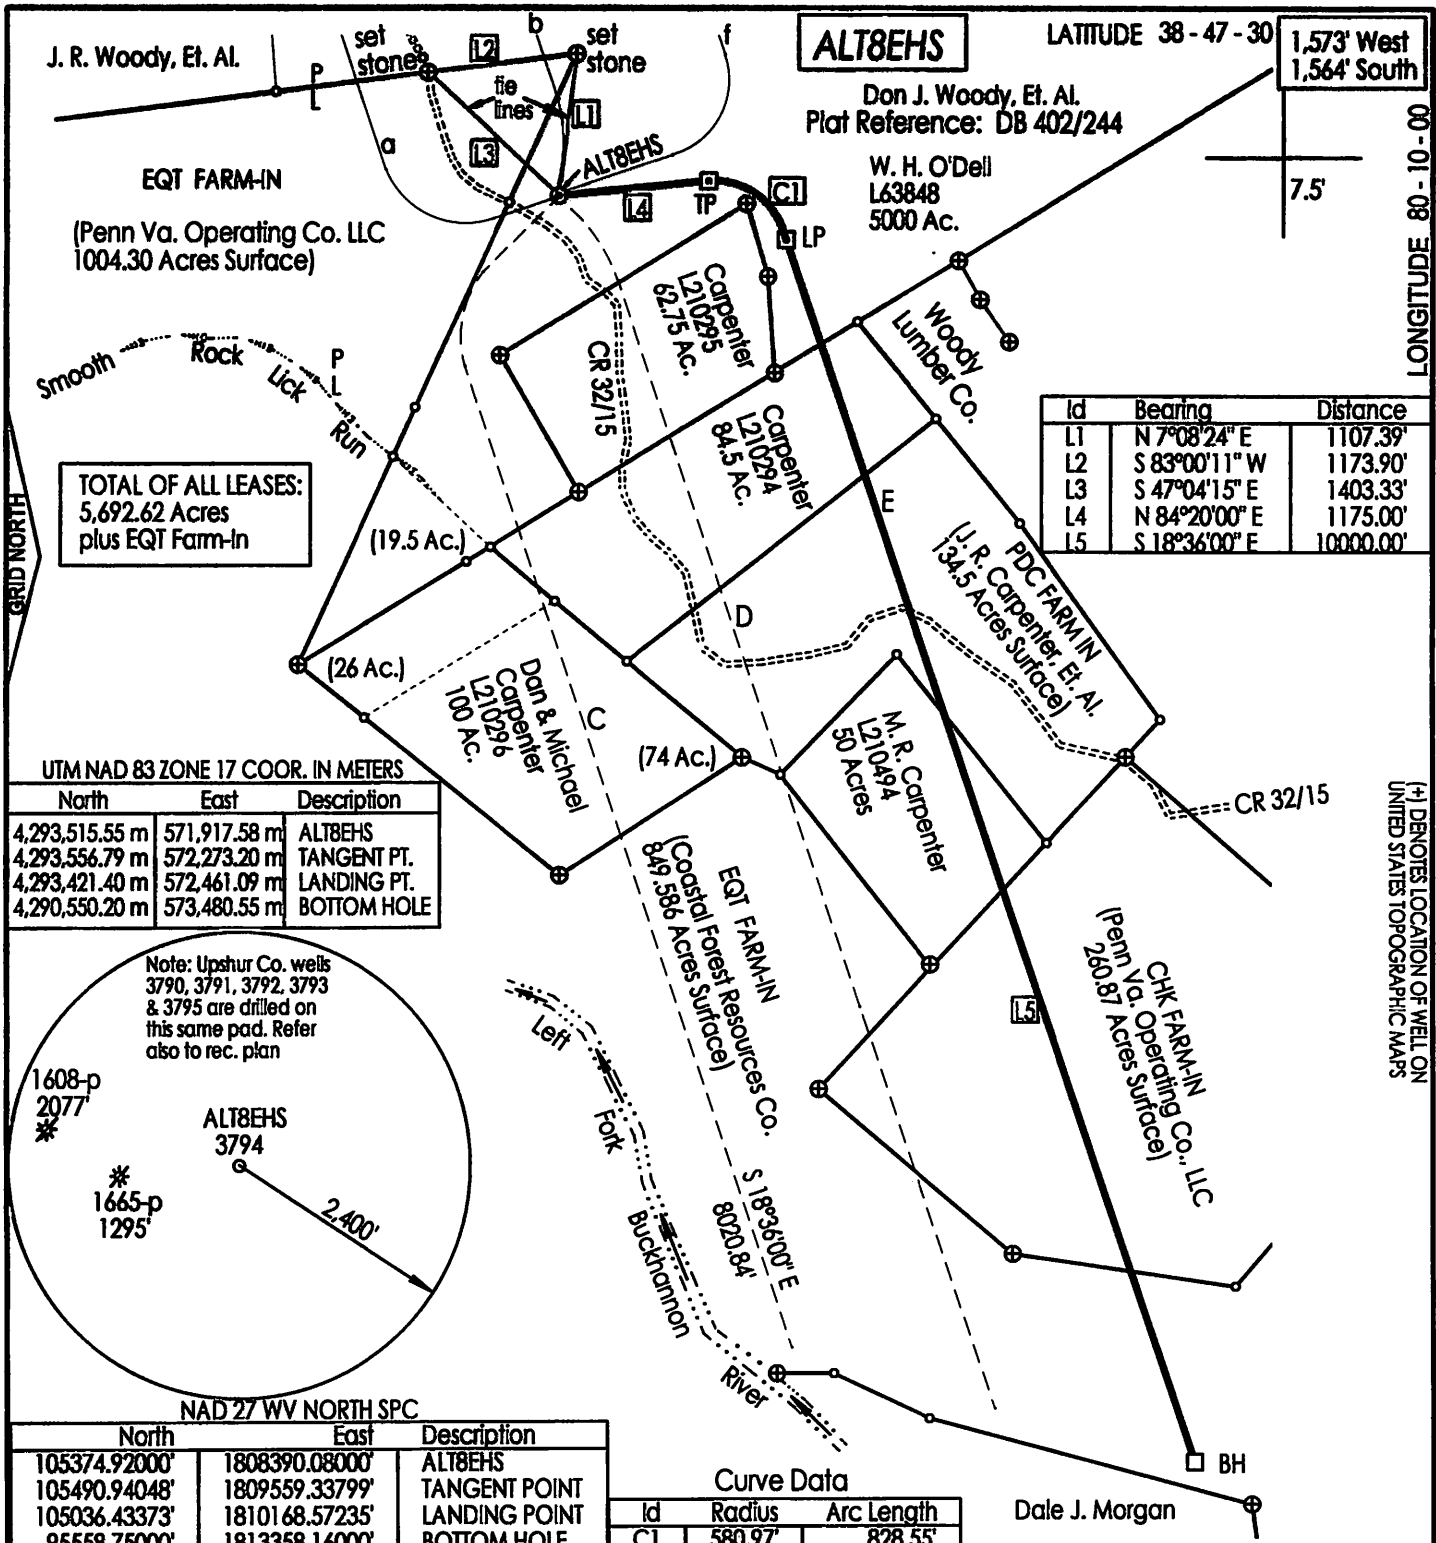 J. R. Woody, Et. Al.
set
stone
L2
b
set
stone
f
ALT8EHS
LATITUDE 38 - 47 - 30
1,573' West
1,564' South
P
L
tie
lines
L1
a
L3
ALT8EHS
Don J. Woody, Et. Al.
Plat Reference: DB 402/244
W. H. O'Dell
L63848
5000 Ac.
7.5'
LONGITUDE 80 - 10 - 00
EQT FARM-IN
(Penn Va. Operating Co. LLC
1004.30 Acres Surface)
L4
TP
C1
LP
Carpenter
L210295
62.75 Ac.
CR 32/15
Woody
Lumber Co.
Smooth
Rock
Lick
Run
P
L
Carpenter
L210294
84.5 Ac.
E
Id Bearing Distance
L1 N 7°08'24" E 1107.39'
L2 S 83°00'11" W 1173.90'
L3 S 47°04'15" E 1403.33'
L4 N 84°20'00" E 1175.00'
L5 S 18°36'00" E 10000.00'
TOTAL OF ALL LEASES:
5,692.62 Acres
plus EQT Farm-In
GRID NORTH
(19.5 Ac.)
PDC FARM IN
(J. R. Carpenter, Et. Al.
134.5 Acres Surface)
D
(26 Ac.)
Dan & Michael
Carpenter
L210296
100 Ac.
C
(74 Ac.)
M. R. Carpenter
L210494
50 Acres
CR 32/15
(+) DENOTES LOCATION OF WELL ON
UNITED STATES TOPOGRAPHIC MAPS
UTM NAD 83 ZONE 17 COOR. IN METERS
North East Description
4,293,515.55 m 571,917.58 m ALT8EHS
4,293,556.79 m 572,273.20 m TANGENT PT.
4,293,421.40 m 572,461.09 m LANDING PT.
4,290,550.20 m 573,480.55 m BOTTOM HOLE
EQT FARM-IN
(Coastal Forest Resources Co.
849.586 Acres Surface)
CHK FARM-IN
(Penn Va. Operating Co., LLC
260.87 Acres Surface)
L5
Note: Upshur Co. wells
3790, 3791, 3792, 3793
& 3795 are drilled on
this same pad. Refer
also to rec. plan
1608-p
2077'
ALT8EHS
3794
1665-p
1295'
2,400'
Left
Fork
Buckhannon
River
S 18°36'00" E
8020.84'
NAD 27 WV NORTH SPC
North East Description
105374.92000' 1808390.08000' ALT8EHS
105490.94048' 1809559.33799' TANGENT POINT
105036.43373' 1810168.57235' LANDING POINT
95558.75000' 1813358.16000' BOTTOM HOLE
Curve Data
Id Radius Arc Length
C1 580.97' 828.55'
BH
Dale J. Morgan